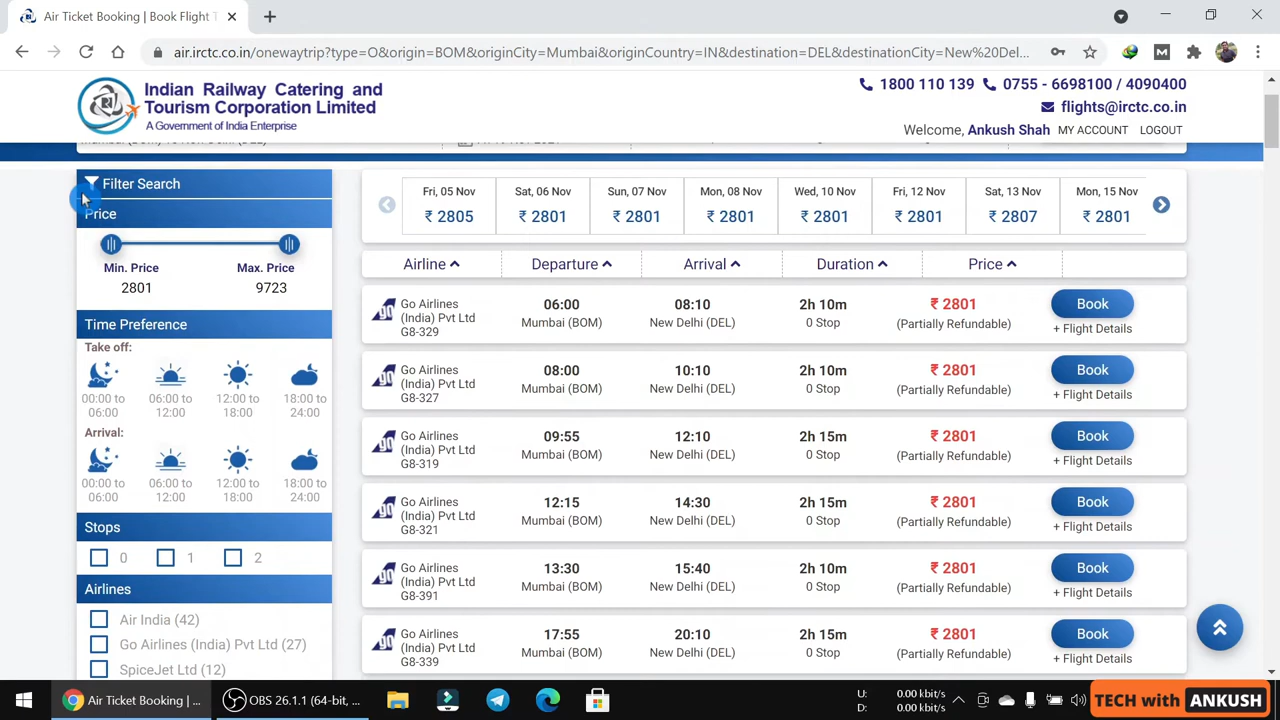 Air Ticket Booking | Book Flight T
air.irctc.co.in/onewaytrip?type=O&origin=BOM&originCity=Mumbai&originCountry=IN&destination=DEL&destinationCity=New%20Del...
Indian Railway Catering and
Tourism Corporation Limited
A Government of India Enterprise
1800 110 139 0755 - 6698100 / 4090400
flights@irctc.co.in
Welcome, Ankush Shah MY ACCOUNT LOGOUT
Filter Search
Price
Min. Price Max. Price
2801 9723
Time Preference
Take off:
00:00 to 06:00 to 12:00 to 18:00 to
06:00 12:00 18:00 24:00
Arrival:
00:00 to 06:00 to 12:00 to 18:00 to
06:00 12:00 18:00 24:00
Stops
0 1 2
Airlines
Air India (42)
Go Airlines (India) Pvt Ltd (27)
SpiceJet Ltd (12)
Fri, 05 Nov Sat, 06 Nov Sun, 07 Nov Mon, 08 Nov Wed, 10 Nov Fri, 12 Nov Sat, 13 Nov Mon, 15 Nov
₹ 2805 ₹ 2801 ₹ 2801 ₹ 2801 ₹ 2801 ₹ 2801 ₹ 2807 ₹ 2801
Airline Departure Arrival Duration Price
go Go Airlines 06:00 08:10 2h 10m ₹ 2801 Book
(India) Pvt Ltd Mumbai (BOM) New Delhi (DEL) 0 Stop (Partially Refundable) + Flight Details
G8-329
go Go Airlines 08:00 10:10 2h 10m ₹ 2801 Book
(India) Pvt Ltd Mumbai (BOM) New Delhi (DEL) 0 Stop (Partially Refundable) + Flight Details
G8-327
go Go Airlines 09:55 12:10 2h 15m ₹ 2801 Book
(India) Pvt Ltd Mumbai (BOM) New Delhi (DEL) 0 Stop (Partially Refundable) + Flight Details
G8-319
go Go Airlines 12:15 14:30 2h 15m ₹ 2801 Book
(India) Pvt Ltd Mumbai (BOM) New Delhi (DEL) 0 Stop (Partially Refundable) + Flight Details
G8-321
go Go Airlines 13:30 15:40 2h 10m ₹ 2801 Book
(India) Pvt Ltd Mumbai (BOM) New Delhi (DEL) 0 Stop (Partially Refundable) + Flight Details
G8-391
go Go Airlines 17:55 20:10 2h 15m ₹ 2801 Book
(India) Pvt Ltd Mumbai (BOM) New Delhi (DEL) 0 Stop (Partially Refundable) + Flight Details
G8-339
Air Ticket Booking | ... OBS 26.1.1 (64-bit, ...
U: 0.00 kbit/s
D: 0.00 kbit/s
TECH with ANKUSH